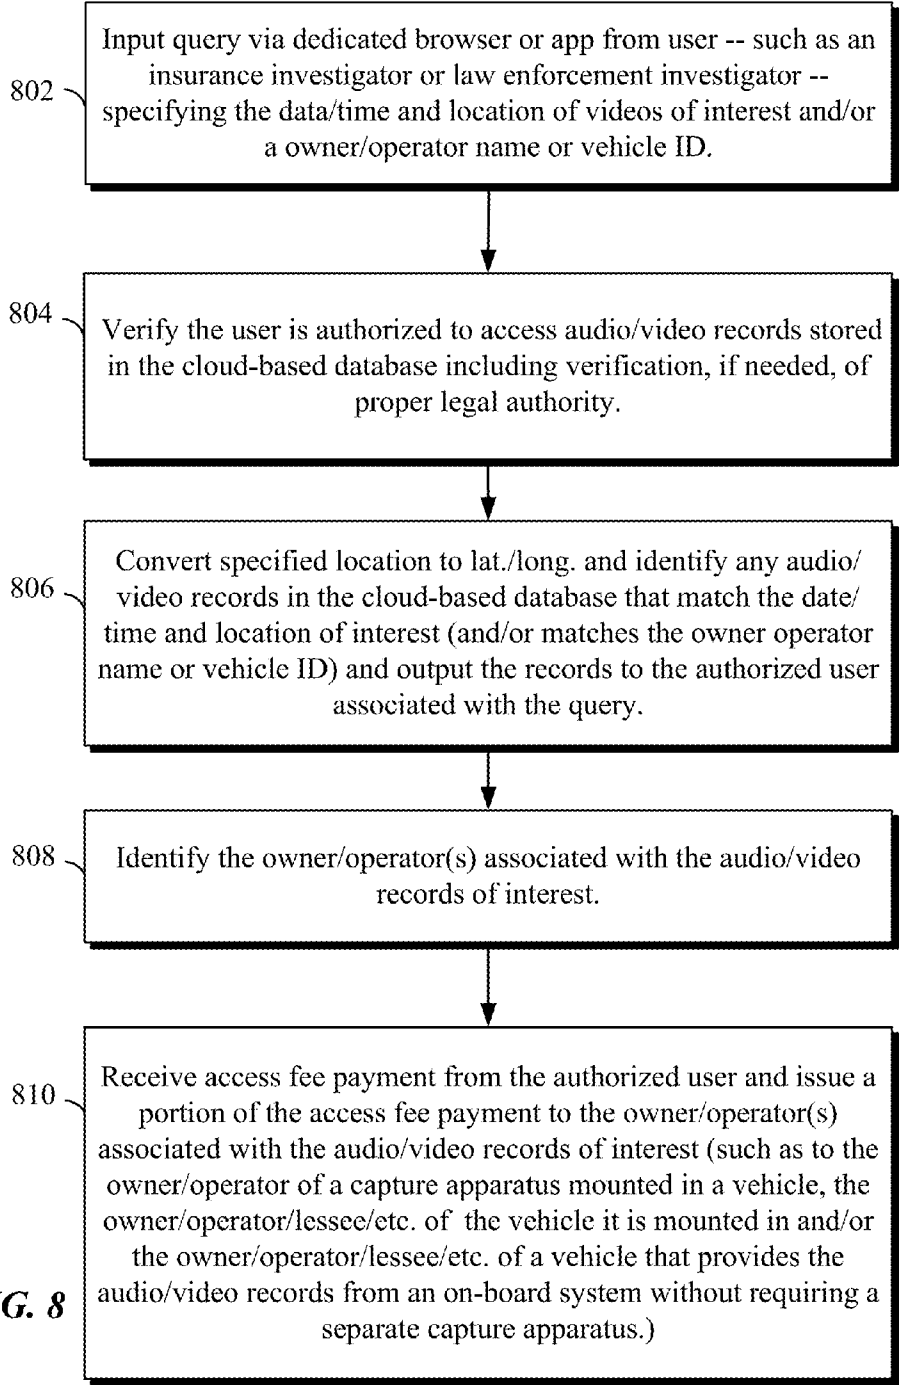 802
Input query via dedicated browser or app from user -- such as an
insurance investigator or law enforcement investigator --
specifying the data/time and location of videos of interest and/or
a owner/operator name or vehicle ID.
804
Verify the user is authorized to access audio/video records stored
in the cloud-based database including verification, if needed, of
proper legal authority.
806
Convert specified location to lat./long. and identify any audio/
video records in the cloud-based database that match the date/
time and location of interest (and/or matches the owner operator
name or vehicle ID) and output the records to the authorized user
associated with the query.
808
Identify the owner/operator(s) associated with the audio/video
records of interest.
810
Receive access fee payment from the authorized user and issue a
portion of the access fee payment to the owner/operator(s)
associated with the audio/video records of interest (such as to the
owner/operator of a capture apparatus mounted in a vehicle, the
owner/operator/lessee/etc. of the vehicle it is mounted in and/or
the owner/operator/lessee/etc. of a vehicle that provides the
audio/video records from an on-board system without requiring a
separate capture apparatus.)
G. 8